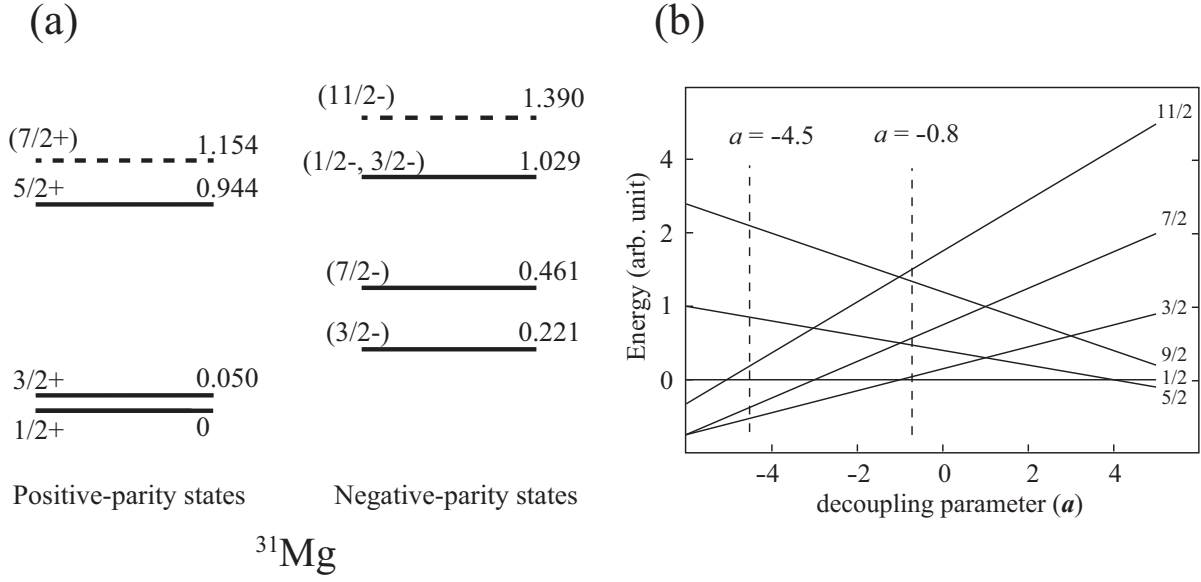 (a)
(7/2+) 1.154
5/2+ 0.944
3/2+ 0.050
1/2+ 0
Positive-parity states
(11/2-) 1.390
(1/2-, 3/2-) 1.029
(7/2-) 0.461
(3/2-) 0.221
Negative-parity states
³¹Mg
(b)
Energy (arb. unit)
4
2
1
0
a = -4.5
a = -0.8
11/2
7/2
3/2
9/2
1/2
5/2
-4 -2 0 2 4
decoupling parameter (a)